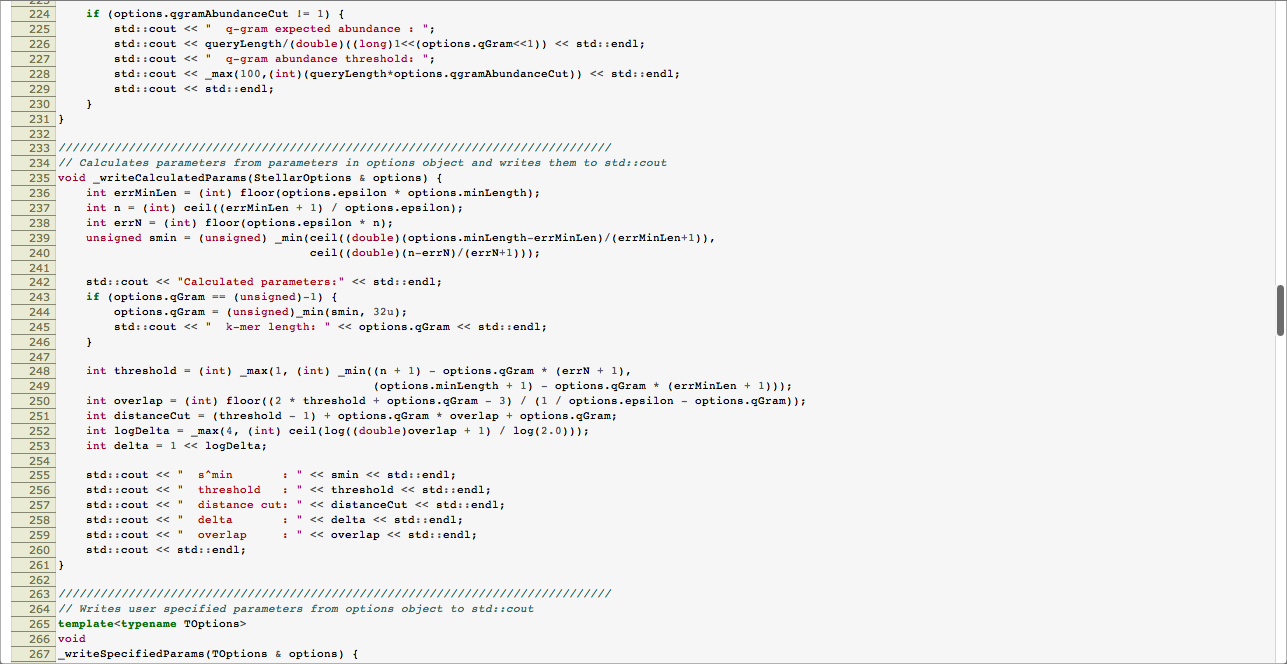 224     if (options.qgramAbundanceCut != 1) {
225         std::cout << "  q-gram expected abundance : ";
226         std::cout << queryLength/(double)((long)1<<(options.qGram<<1)) << std::endl;
227         std::cout << "  q-gram abundance threshold: ";
228         std::cout << _max(100,(int)(queryLength*options.qgramAbundanceCut)) << std::endl;
229         std::cout << std::endl;
230     }
231 }
232
233 ///////////////////////////////////////////////////////////////////////////////
234 // Calculates parameters from parameters in options object and writes them to std::cout
235 void _writeCalculatedParams(StellarOptions & options) {
236     int errMinLen = (int) floor(options.epsilon * options.minLength);
237     int n = (int) ceil((errMinLen + 1) / options.epsilon);
238     int errN = (int) floor(options.epsilon * n);
239     unsigned smin = (unsigned) _min(ceil((double)(options.minLength-errMinLen)/(errMinLen+1)),
240                                     ceil((double)(n-errN)/(errN+1)));
241
242     std::cout << "Calculated parameters:" << std::endl;
243     if (options.qGram == (unsigned)-1) {
244         options.qGram = (unsigned)_min(smin, 32u);
245         std::cout << "  k-mer length: " << options.qGram << std::endl;
246     }
247
248     int threshold = (int) _max(1, (int) _min((n + 1) - options.qGram * (errN + 1),
249                                              (options.minLength + 1) - options.qGram * (errMinLen + 1)));
250     int overlap = (int) floor((2 * threshold + options.qGram - 3) / (1 / options.epsilon - options.qGram));
251     int distanceCut = (threshold - 1) + options.qGram * overlap + options.qGram;
252     int logDelta = _max(4, (int) ceil(log((double)overlap + 1) / log(2.0)));
253     int delta = 1 << logDelta;
254
255     std::cout << "  s^min       : " << smin << std::endl;
256     std::cout << "  threshold   : " << threshold << std::endl;
257     std::cout << "  distance cut: " << distanceCut << std::endl;
258     std::cout << "  delta       : " << delta << std::endl;
259     std::cout << "  overlap     : " << overlap << std::endl;
260     std::cout << std::endl;
261 }
262
263 ///////////////////////////////////////////////////////////////////////////////
264 // Writes user specified parameters from options object to std::cout
265 template<typename TOptions>
266 void
267 _writeSpecifiedParams(TOptions & options) {